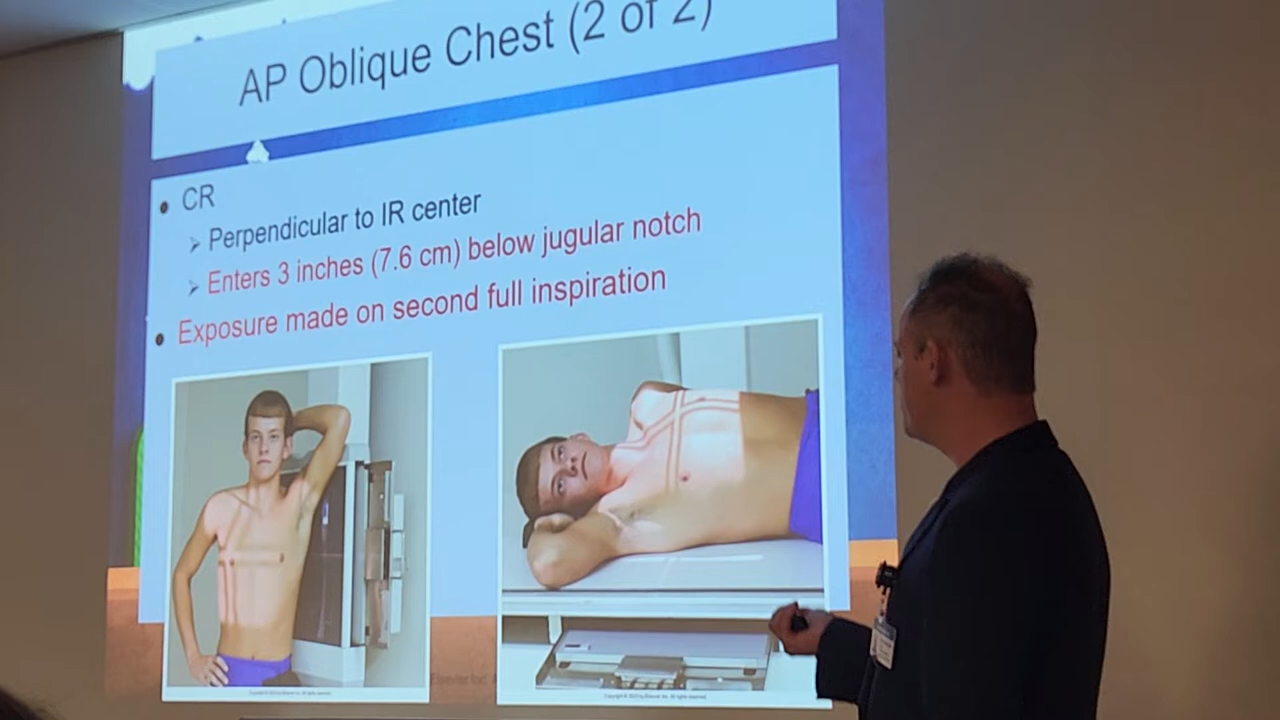 AP Oblique Chest (2 of 2)
CR
Perpendicular to IR center
Enters 3 inches (7.6 cm) below jugular notch
Exposure made on second full inspiration